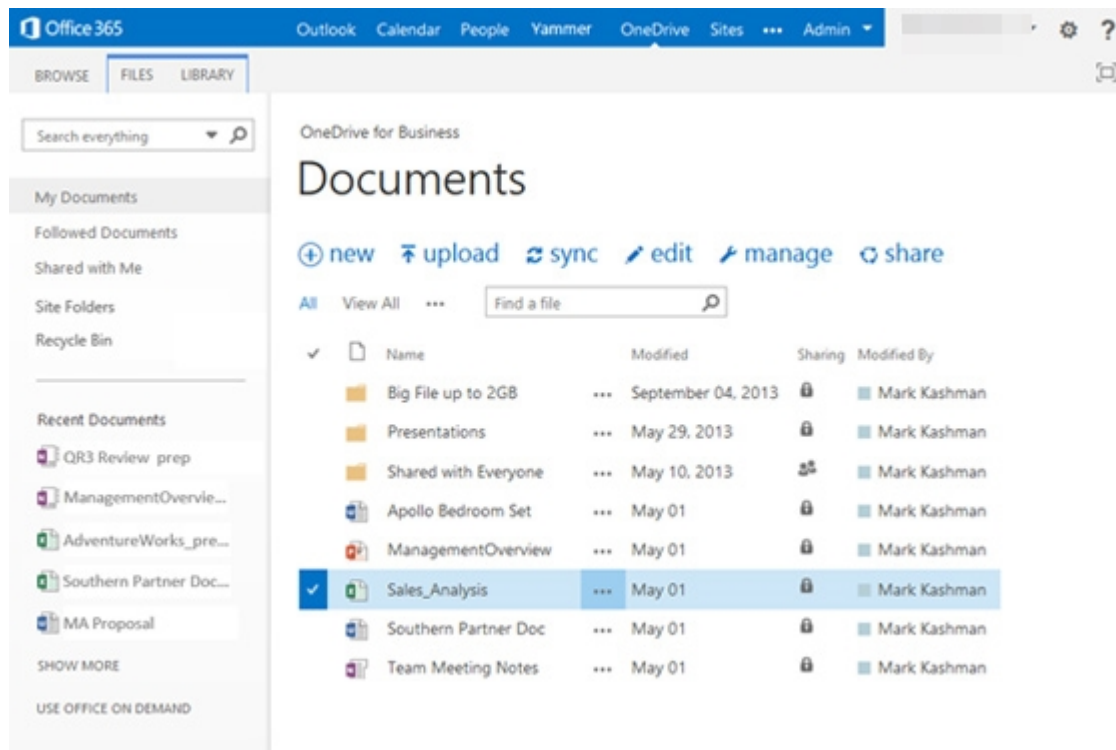 Office 365 Outlook Calendar People Yammer OneDrive Sites ••• Admin ?
BROWSE FILES LIBRARY
Search everything
My Documents
Followed Documents
Shared with Me
Site Folders
Recycle Bin
Recent Documents
QR3 Review prep
ManagementOvervie...
AdventureWorks_pre...
Southern Partner Doc...
MA Proposal
SHOW MORE
USE OFFICE ON DEMAND
OneDrive for Business
Documents
new upload sync edit manage share
All View All ••• Find a file
Name Modified Sharing Modified By
Big File up to 2GB ••• September 04, 2013 Mark Kashman
Presentations ••• May 29, 2013 Mark Kashman
Shared with Everyone ••• May 10, 2013 Mark Kashman
Apollo Bedroom Set ••• May 01 Mark Kashman
ManagementOverview ••• May 01 Mark Kashman
Sales_Analysis ••• May 01 Mark Kashman
Southern Partner Doc ••• May 01 Mark Kashman
Team Meeting Notes ••• May 01 Mark Kashman